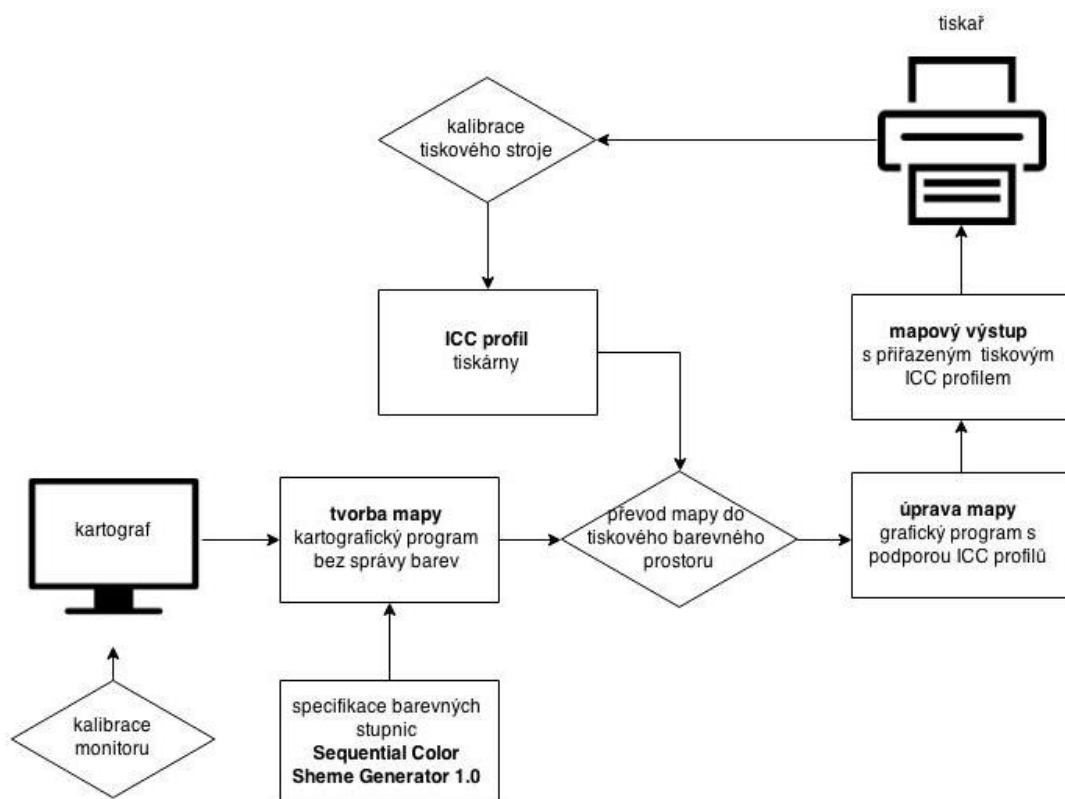 tiskař
kalibrace
tiskového stroje
ICC profil
tiskárny
mapový výstup
s přiřazeným tiskovým
ICC profilem
kartograf
tvorba mapy
kartografický program
bez správy barev
převod mapy do
tiskového barevného
prostoru
úprava mapy
grafický program s
podporou ICC profilů
kalibrace
monitoru
specifikace barevných
stupnic
Sequential Color
Sheme Generator 1.0